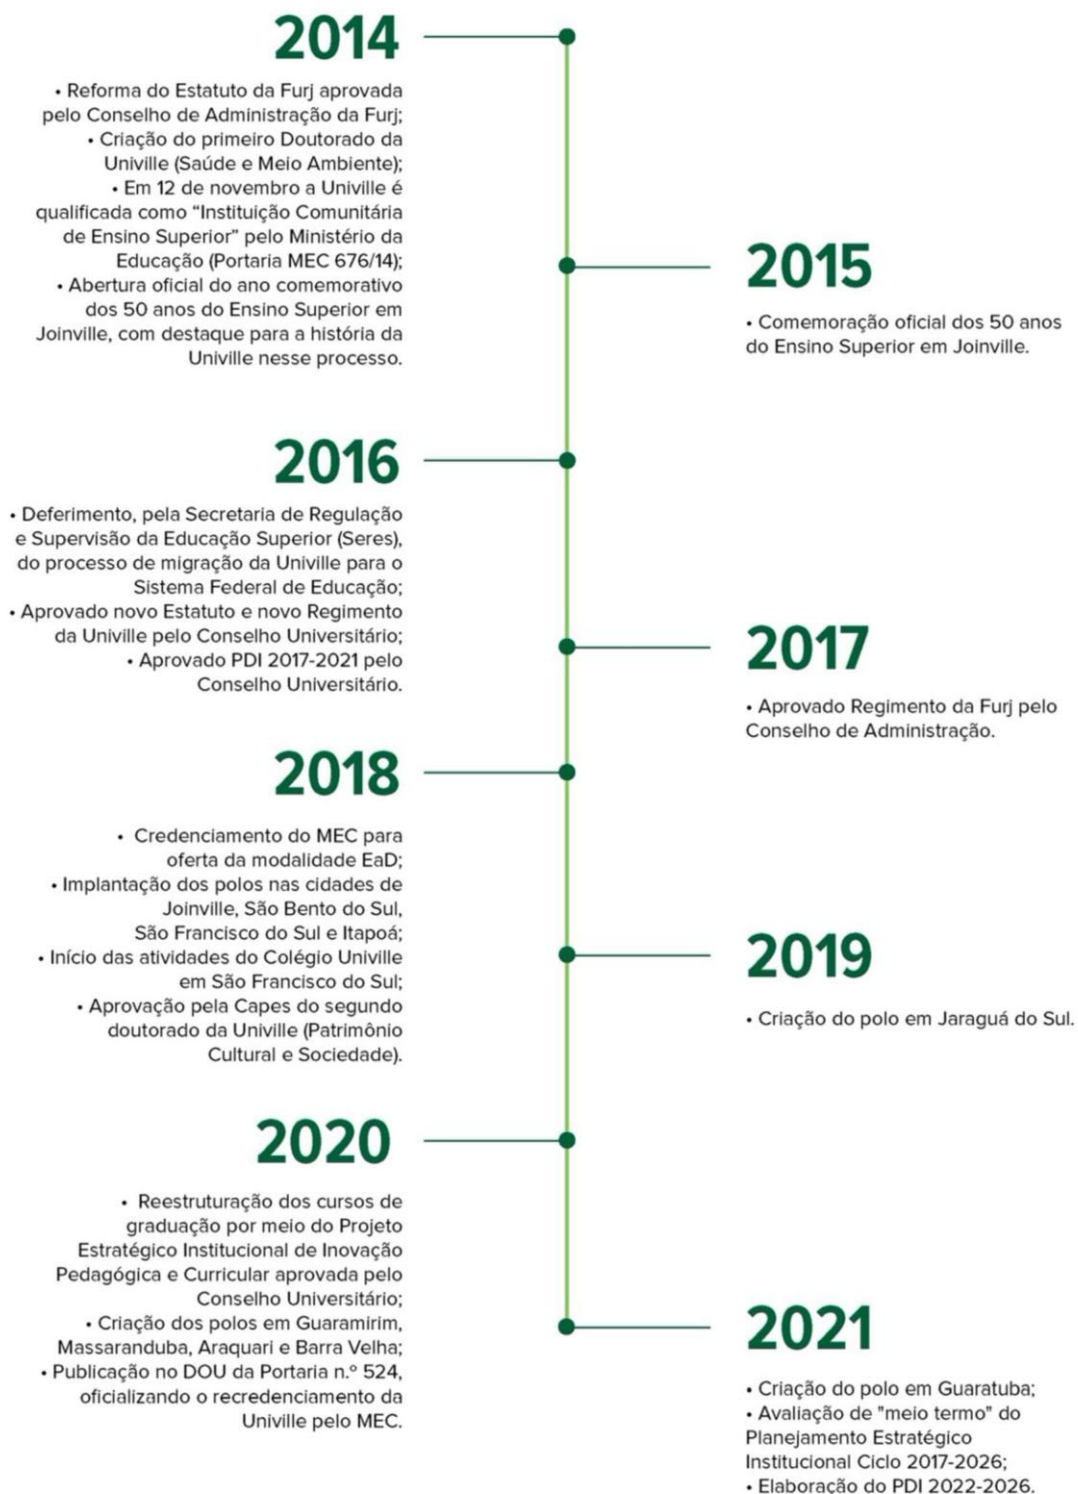 2014
• Reforma do Estatuto da Furj aprovada
pelo Conselho de Administração da Furj;
• Criação do primeiro Doutorado da
Univille (Saúde e Meio Ambiente);
• Em 12 de novembro a Univille é
qualificada como “Instituição Comunitária
de Ensino Superior” pelo Ministério da
Educação (Portaria MEC 676/14);
• Abertura oficial do ano comemorativo
dos 50 anos do Ensino Superior em
Joinville, com destaque para a história da
Univille nesse processo.
2015
• Comemoração oficial dos 50 anos
do Ensino Superior em Joinville.
2016
• Deferimento, pela Secretaria de Regulação
e Supervisão da Educação Superior (Seres),
do processo de migração da Univille para o
Sistema Federal de Educação;
• Aprovado novo Estatuto e novo Regimento
da Univille pelo Conselho Universitário;
• Aprovado PDI 2017-2021 pelo
Conselho Universitário.
2017
• Aprovado Regimento da Furj pelo
Conselho de Administração.
2018
• Credenciamento do MEC para
oferta da modalidade EaD;
• Implantação dos polos nas cidades de
Joinville, São Bento do Sul,
São Francisco do Sul e Itapoá;
• Início das atividades do Colégio Univille
em São Francisco do Sul;
• Aprovação pela Capes do segundo
doutorado da Univille (Patrimônio
Cultural e Sociedade).
2019
• Criação do polo em Jaraguá do Sul.
2020
• Reestruturação dos cursos de
graduação por meio do Projeto
Estratégico Institucional de Inovação
Pedagógica e Curricular aprovada pelo
Conselho Universitário;
• Criação dos polos em Guaramirim,
Massaranduba, Araquari e Barra Velha;
• Publicação no DOU da Portaria n.º 524,
oficializando o recredenciamento da
Univille pelo MEC.
2021
• Criação do polo em Guaratuba;
• Avaliação de "meio termo" do
Planejamento Estratégico
Institucional Ciclo 2017-2026;
• Elaboração do PDI 2022-2026.